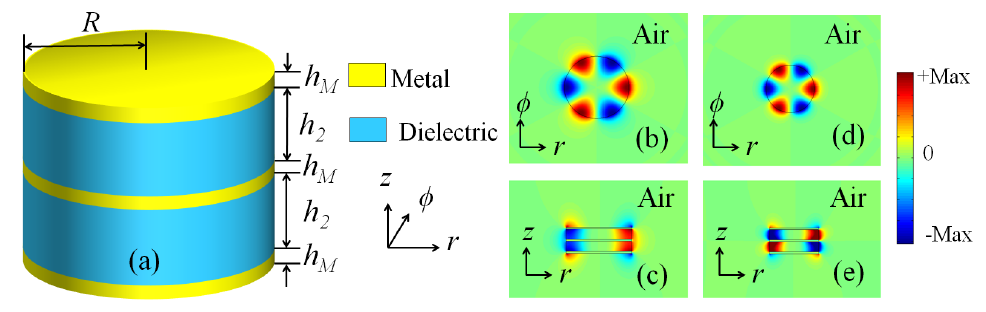 R
h_M
Metal
h_2
Dielectric
h_M
h_2
h_M
z
ϕ
r
(a)
Air
ϕ
r
(b)
Air
ϕ
r
(d)
Air
z
r
(c)
Air
z
r
(e)
+Max
0
-Max